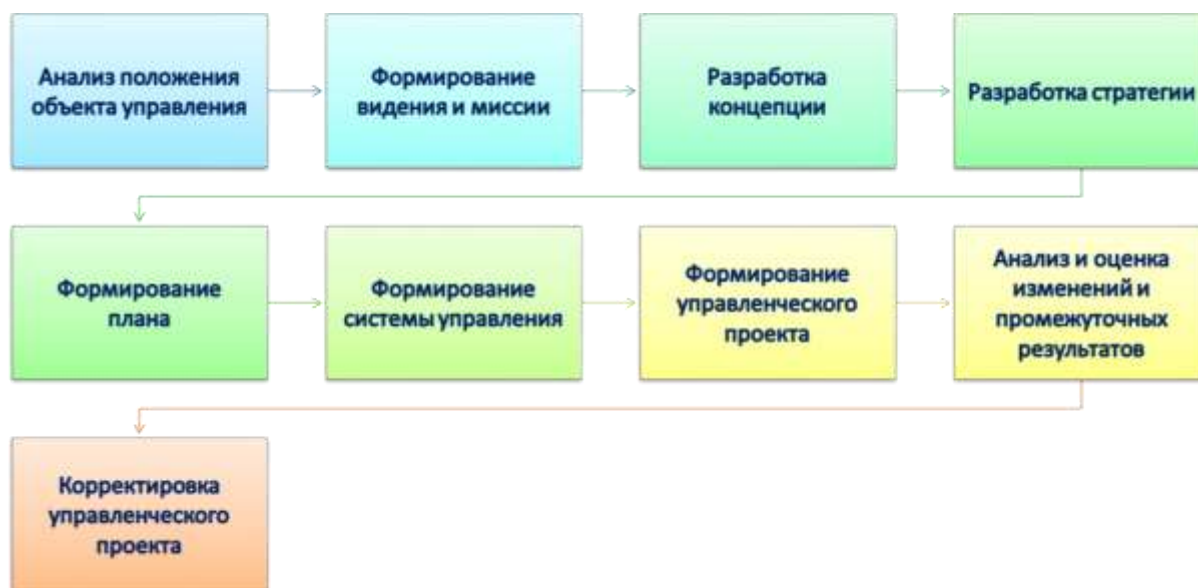 Анализ положения
объекта управления
Формирование
видения и миссии
Разработка
концепции
Разработка стратегии
Формирование
плана
Формирование
системы управления
Формирование
управленческого
проекта
Анализ и оценка
изменений и
промежуточных
результатов
Корректировка
управленческого
проекта